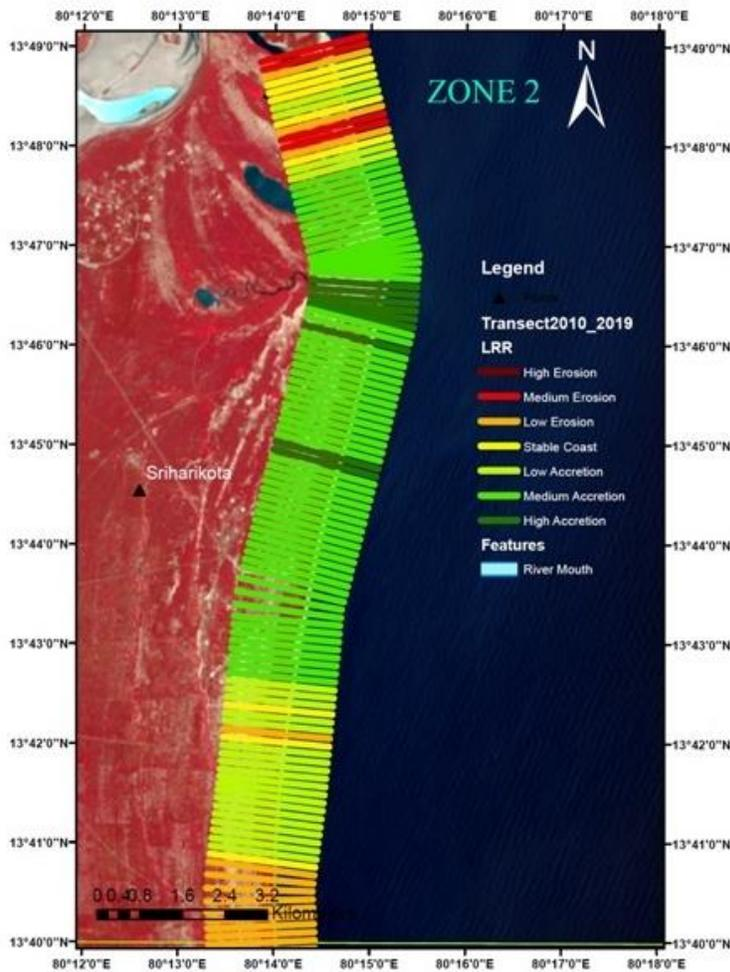 80°12'0"E 80°13'0"E 80°14'0"E 80°15'0"E 80°16'0"E 80°17'0"E 80°18'0"E
13°49'0"N 13°49'0"N
N
ZONE 2
13°48'0"N 13°48'0"N
13°47'0"N 13°47'0"N
Legend
Transect2010_2019
13°46'0"N 13°46'0"N
LRR
High Erosion
Medium Erosion
Low Erosion
13°45'0"N Stable Coast 13°45'0"N
Sriharikota Low Accretion
Medium Accretion
High Accretion
13°44'0"N Features 13°44'0"N
River Mouth
13°43'0"N 13°43'0"N
13°42'0"N 13°42'0"N
13°41'0"N 13°41'0"N
0 0.4 0.8 1.6 2.4 3.2
13°40'0"N 13°40'0"N
80°12'0"E 80°13'0"E 80°14'0"E 80°15'0"E 80°16'0"E 80°17'0"E 80°18'0"E